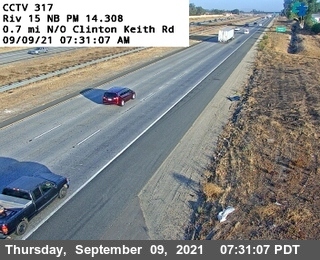 CCTV 317
Riv 15 NB PM 14.308
0.7 mi N/O Clinton Keith Rd
09/09/21 07:31:07 AM
Thursday, September 09, 2021 07:31:07 PDT